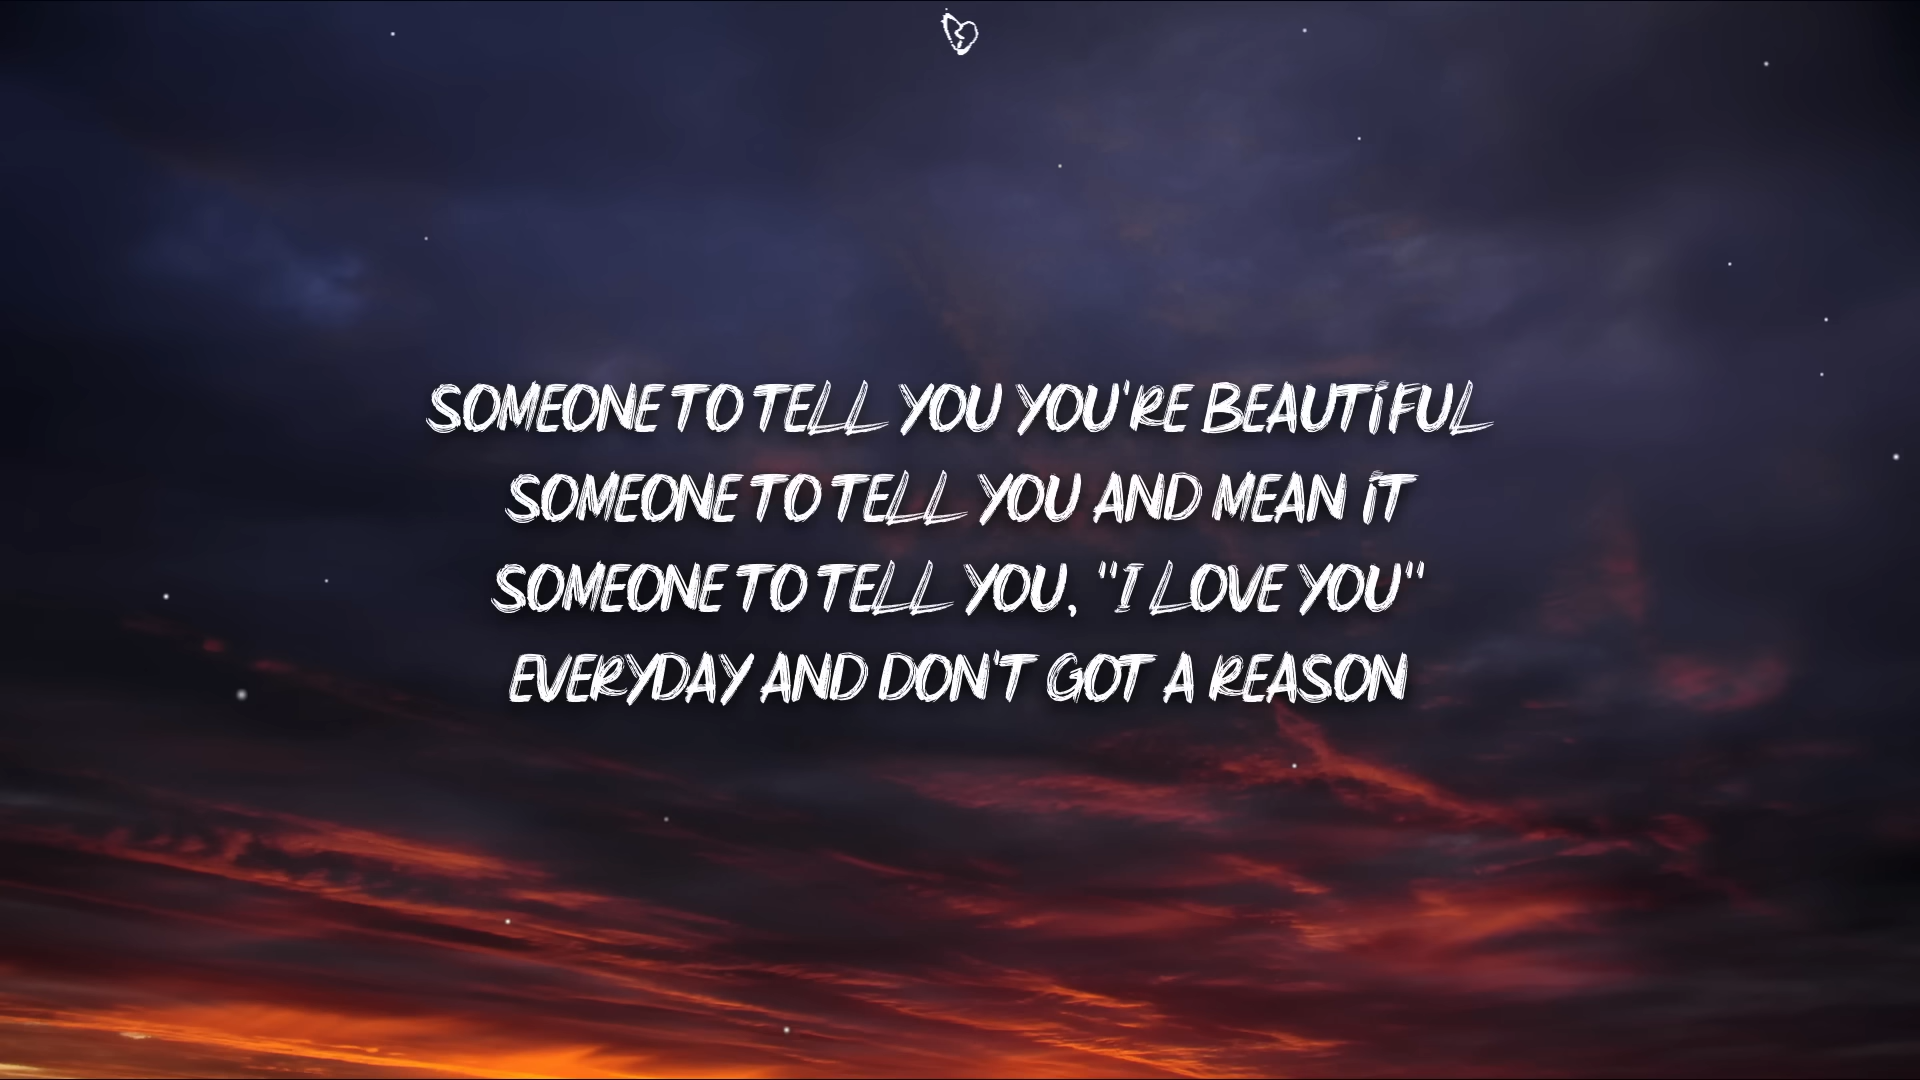 SOMEONE TO TELL YOU YOU'RE BEAUTIFUL
SOMEONE TO TELL YOU AND MEAN IT
SOMEONE TO TELL YOU, "I LOVE YOU"
EVERYDAY AND DON'T GOT A REASON